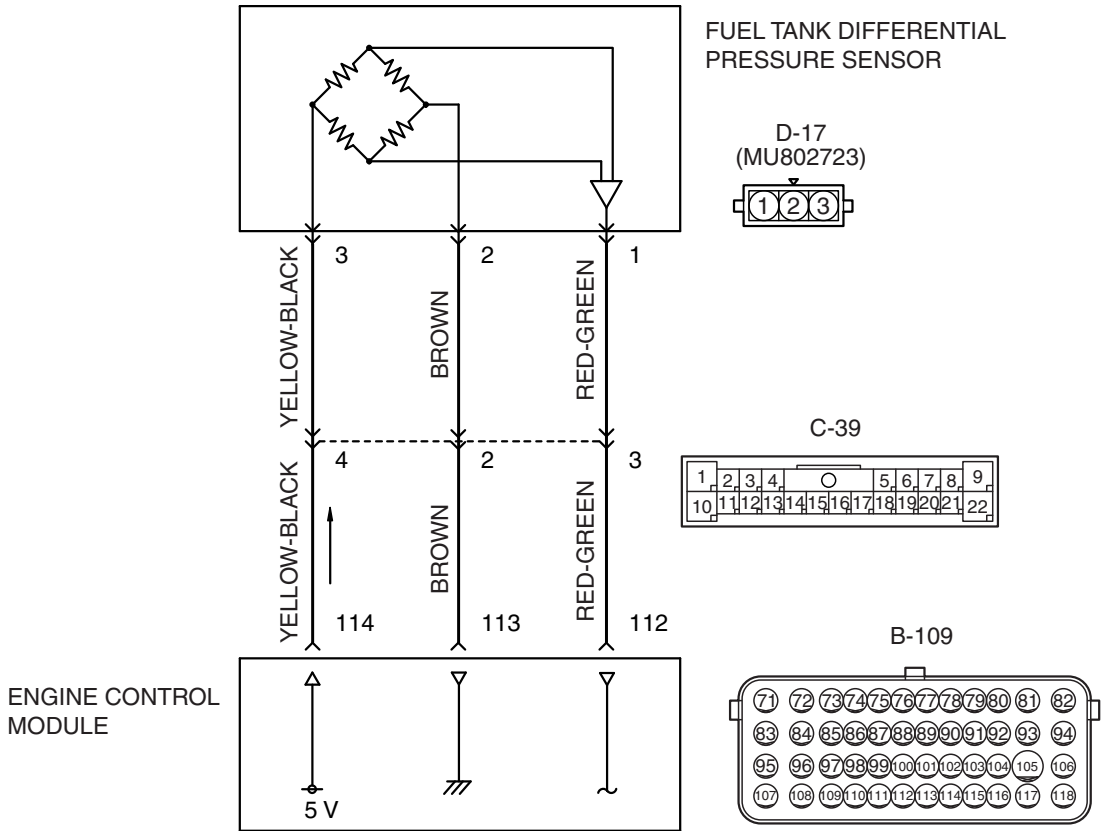 FUEL TANK DIFFERENTIAL
PRESSURE SENSOR
D-17
(MU802723)
1 2 3
3 2 1
YELLOW-BLACK BROWN RED-GREEN
C-39
4 2 3
1 2 3 4 5 6 7 8 9
10 11 12 13 14 15 16 17 18 19 20 21 22
YELLOW-BLACK BROWN RED-GREEN
114 113 112
B-109
ENGINE CONTROL
MODULE
71 72 73 74 75 76 77 78 79 80 81 82
83 84 85 86 87 88 89 90 91 92 93 94
95 96 97 98 99 100 101 102 103 104 105 106
107 108 109 110 111 112 113 114 115 116 117 118
5 V